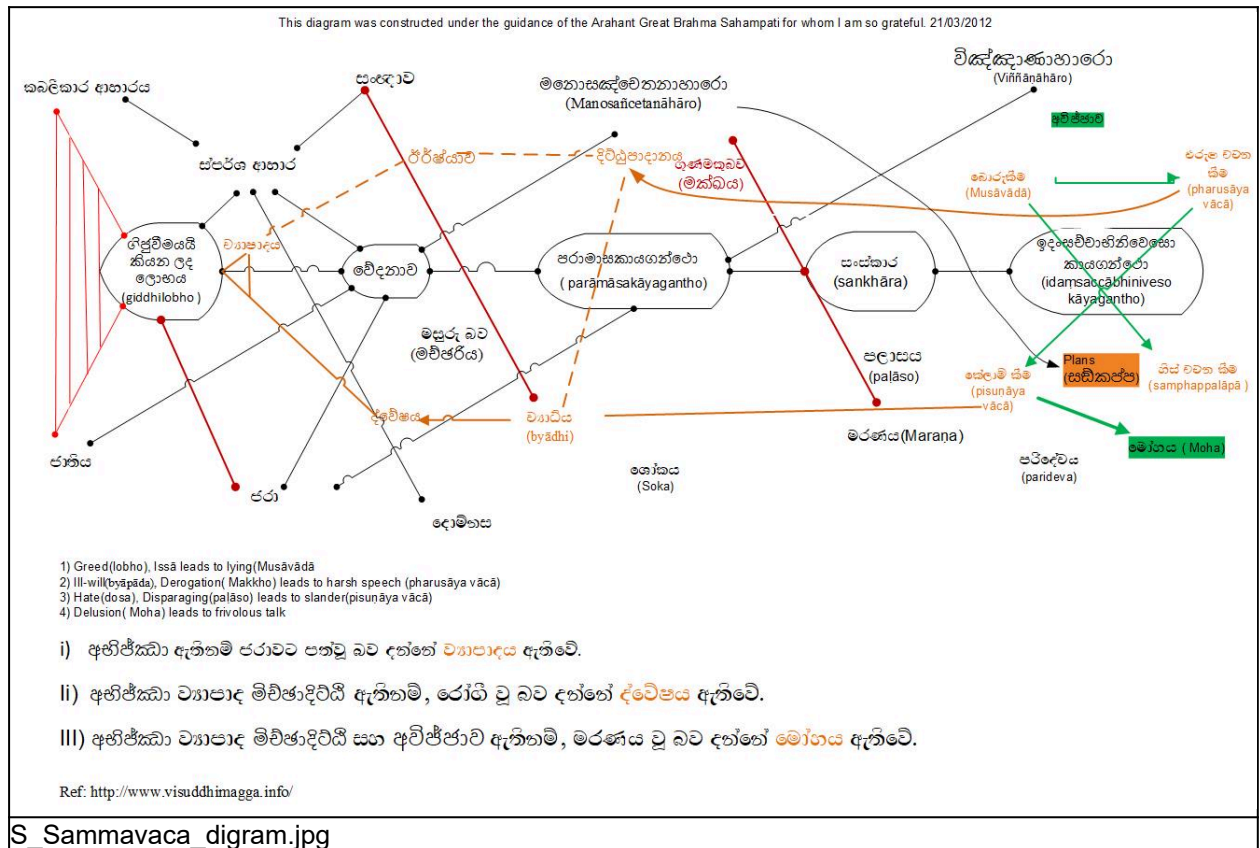 This diagram was constructed under the guidance of the Arahant Great Brahma Sahampati for whom I am so grateful. 21/03/2012
කබලිකාර ආහාරය
සංඥාව
මනොසඤ්චෙතනාහාරො
(Manosañcetanāhāro)
විඤ්ඤාණාහාරො
(Viññāṇāhāro)
අවිජ්ජාව
ස්පර්ශ ආහාර
ඊර්ෂ්‍යාව
දිට්ඨුපාදානය
ගුණමකුබව
(මක්ඛය)
බොරුකීම
(Musāvādā)
එරුෂ වචන
කීම
(pharusāya
vācā)
ගිජුවීමයයි
කියන ලද
ලොභය
(giddhilobho )
ව්‍යාපාදය
වේදනාව
පරාමාසකායගන්ථො
( parāmāsakāyagantho)
සංස්කාර
(sankhāra)
ඉදංසච්චාභිනිවෙසො
කායගන්ථො
(idaṃsaccābhiniveso
kāyagantho)
මසුරු බව
(මච්ඡරිය)
පලාසය
(paḷāso)
Plans
(සඞ්කප්ප)
කේලාම් කීම
(pisuṇāya
vācā)
හිස් වචන කීම
(samphappalāpā )
ද්වේෂය
ව්‍යාධිය
(byādhi)
මරණය(Maraṇa)
මෝහය ( Moha)
ජාතිය
ශෝකය
(Soka)
පරිදේවය
(parideva)
ජරා
දොම්නස
1) Greed(lobho), Issā leads to lying(Musāvādā
2) Ill-will(byāpāda), Derogation( Makkho) leads to harsh speech (pharusāya vācā)
3) Hate(dosa), Disparaging(paḷāso) leads to slander(pisuṇāya vācā)
4) Delusion( Moha) leads to frivolous talk
i) අභිජ්ඣා ඇතිනම් ජරාවට පත්වූ බව දන්නේ ව්‍යාපාදය ඇතිවේ.
Ii) අභිජ්ඣා ව්‍යාපාද මිච්ඡාදිට්ඨි ඇතිනම්, රෝගී වූ බව දන්නේ ද්වේෂය ඇතිවේ.
III) අභිජ්ඣා ව්‍යාපාද මිච්ඡාදිට්ඨි සහ අවිජ්ජාව ඇතිනම්, මරණය වූ බව දන්නේ මෝහය ඇතිවේ.
Ref: http://www.visuddhimagga.info/
S_Sammavaca_digram.jpg